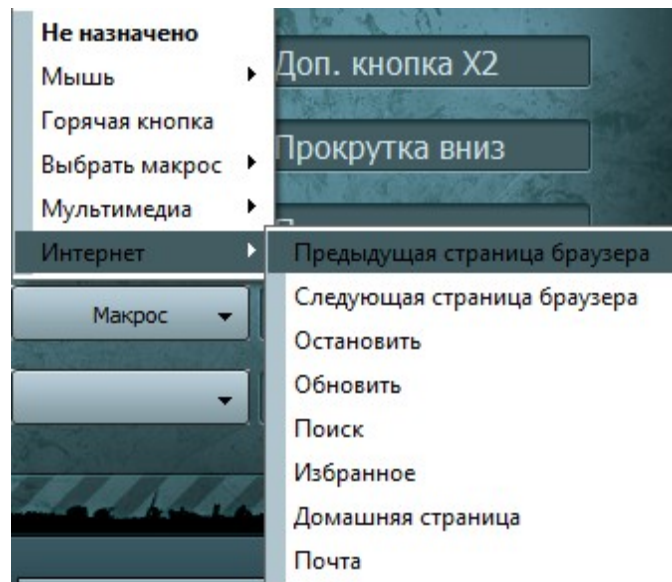 Не назначено
Мышь
Горячая кнопка
Выбрать макрос
Мультимедиа
Интернет
Доп. кнопка X2
Прокрутка вниз
Предыдущая страница браузера
Следующая страница браузера
Остановить
Обновить
Поиск
Избранное
Домашняя страница
Почта
Макрос